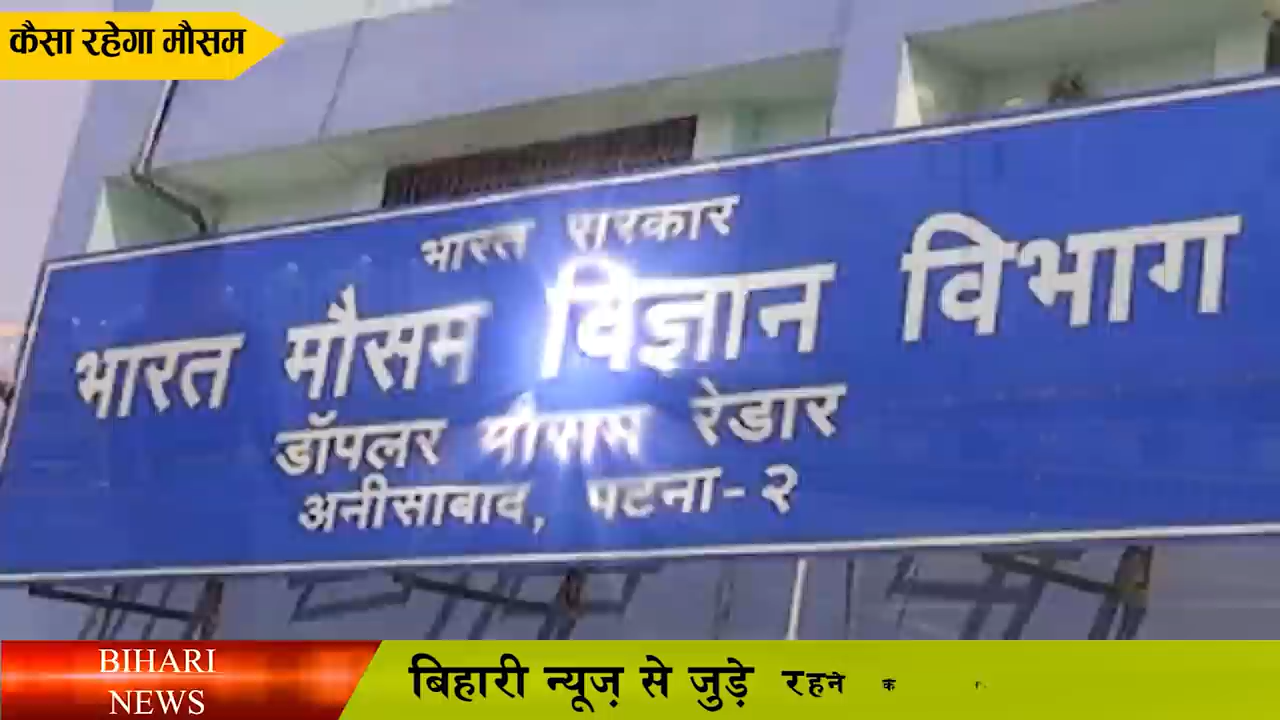 कैसा रहेगा मौसम
भारत सरकार
भारत मौसम विज्ञान विभाग
डॉपलर मौसम रेडार
अनीसाबाद, पटना-२
BIHARI
NEWS
बिहारी न्यूज़ से जुड़े रहने